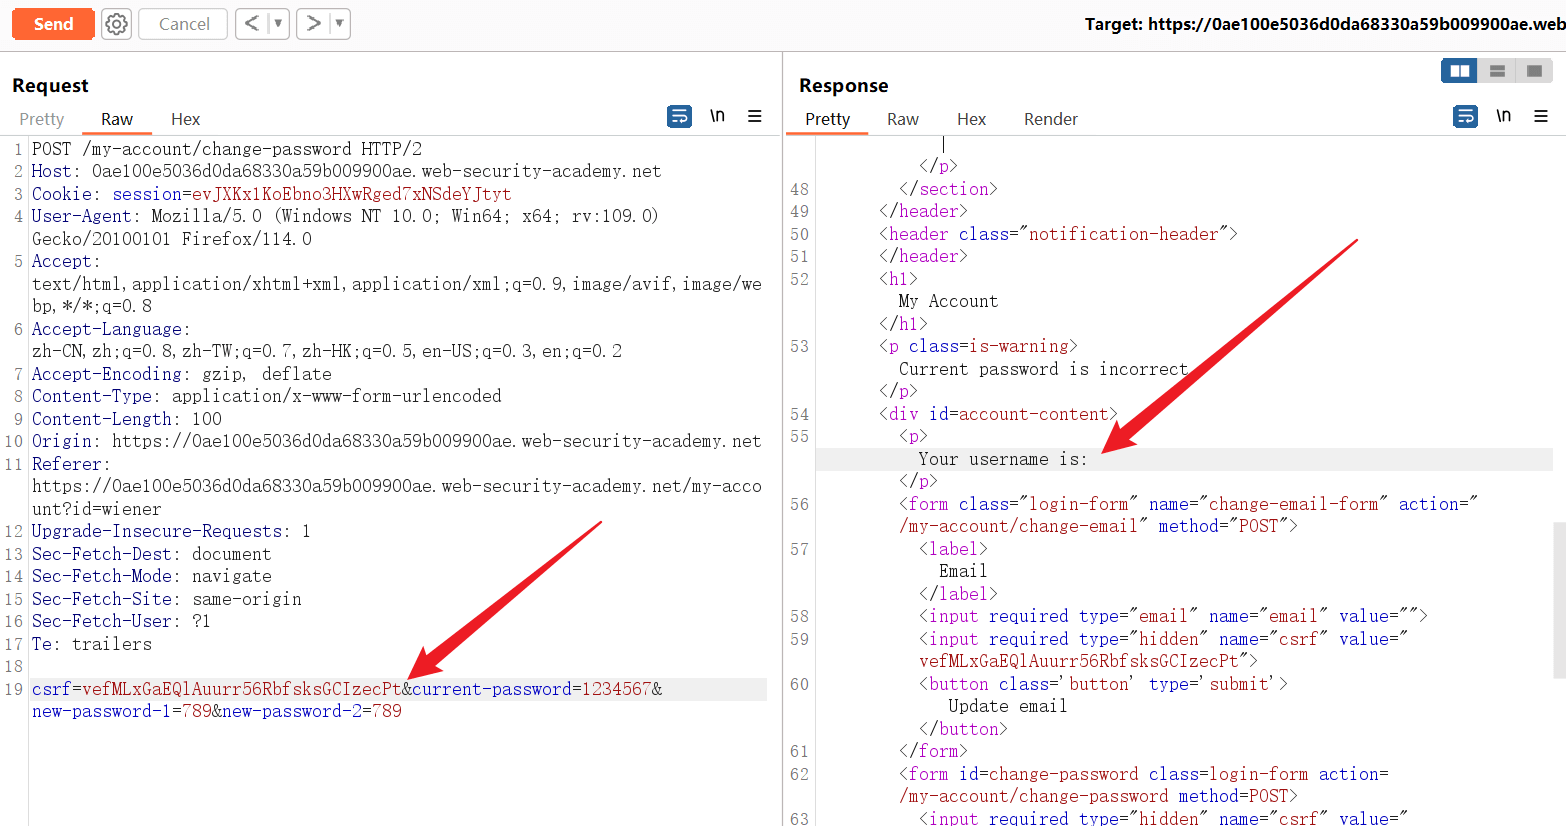 Send
Cancel
<
>
Target: https://0ae100e5036d0da68330a59b009900ae.web
Request
Pretty
Raw
Hex
\n
1 POST /my-account/change-password HTTP/2
2 Host: 0ae100e5036d0da68330a59b009900ae.web-security-academy.net
3 Cookie: session=evJXKx1KoEbno3HXwRged7xNSdeYJtyt
4 User-Agent: Mozilla/5.0 (Windows NT 10.0; Win64; x64; rv:109.0)
Gecko/20100101 Firefox/114.0
5 Accept:
text/html,application/xhtml+xml,application/xml;q=0.9,image/avif,image/we
bp,*/*;q=0.8
6 Accept-Language:
zh-CN,zh;q=0.8,zh-TW;q=0.7,zh-HK;q=0.5,en-US;q=0.3,en;q=0.2
7 Accept-Encoding: gzip, deflate
8 Content-Type: application/x-www-form-urlencoded
9 Content-Length: 100
10 Origin: https://0ae100e5036d0da68330a59b009900ae.web-security-academy.net
11 Referer:
https://0ae100e5036d0da68330a59b009900ae.web-security-academy.net/my-acco
unt?id=wiener
12 Upgrade-Insecure-Requests: 1
13 Sec-Fetch-Dest: document
14 Sec-Fetch-Mode: navigate
15 Sec-Fetch-Site: same-origin
16 Sec-Fetch-User: ?1
17 Te: trailers
18
19 csrf=vefMLxGaEQlAuurr56RbfsksGCIzecPt&current-password=1234567&
new-password-1=789&new-password-2=789
Response
Pretty
Raw
Hex
Render
\n
|
</p>
48 </section>
49 </header>
50 <header class="notification-header">
51 </header>
52 <h1>
My Account
</h1>
53 <p class=is-warning>
Current password is incorrect
</p>
54 <div id=account-content>
55 <p>
Your username is:
</p>
56 <form class="login-form" name="change-email-form" action="
/my-account/change-email" method="POST">
57 <label>
Email
</label>
58 <input required type="email" name="email" value="">
59 <input required type="hidden" name="csrf" value="
vefMLxGaEQlAuurr56RbfsksGCIzecPt">
60 <button class='button' type='submit'>
Update email
</button>
61 </form>
62 <form id=change-password class=login-form action=
/my-account/change-password method=POST>
63 <input required type="hidden" name="csrf" value="